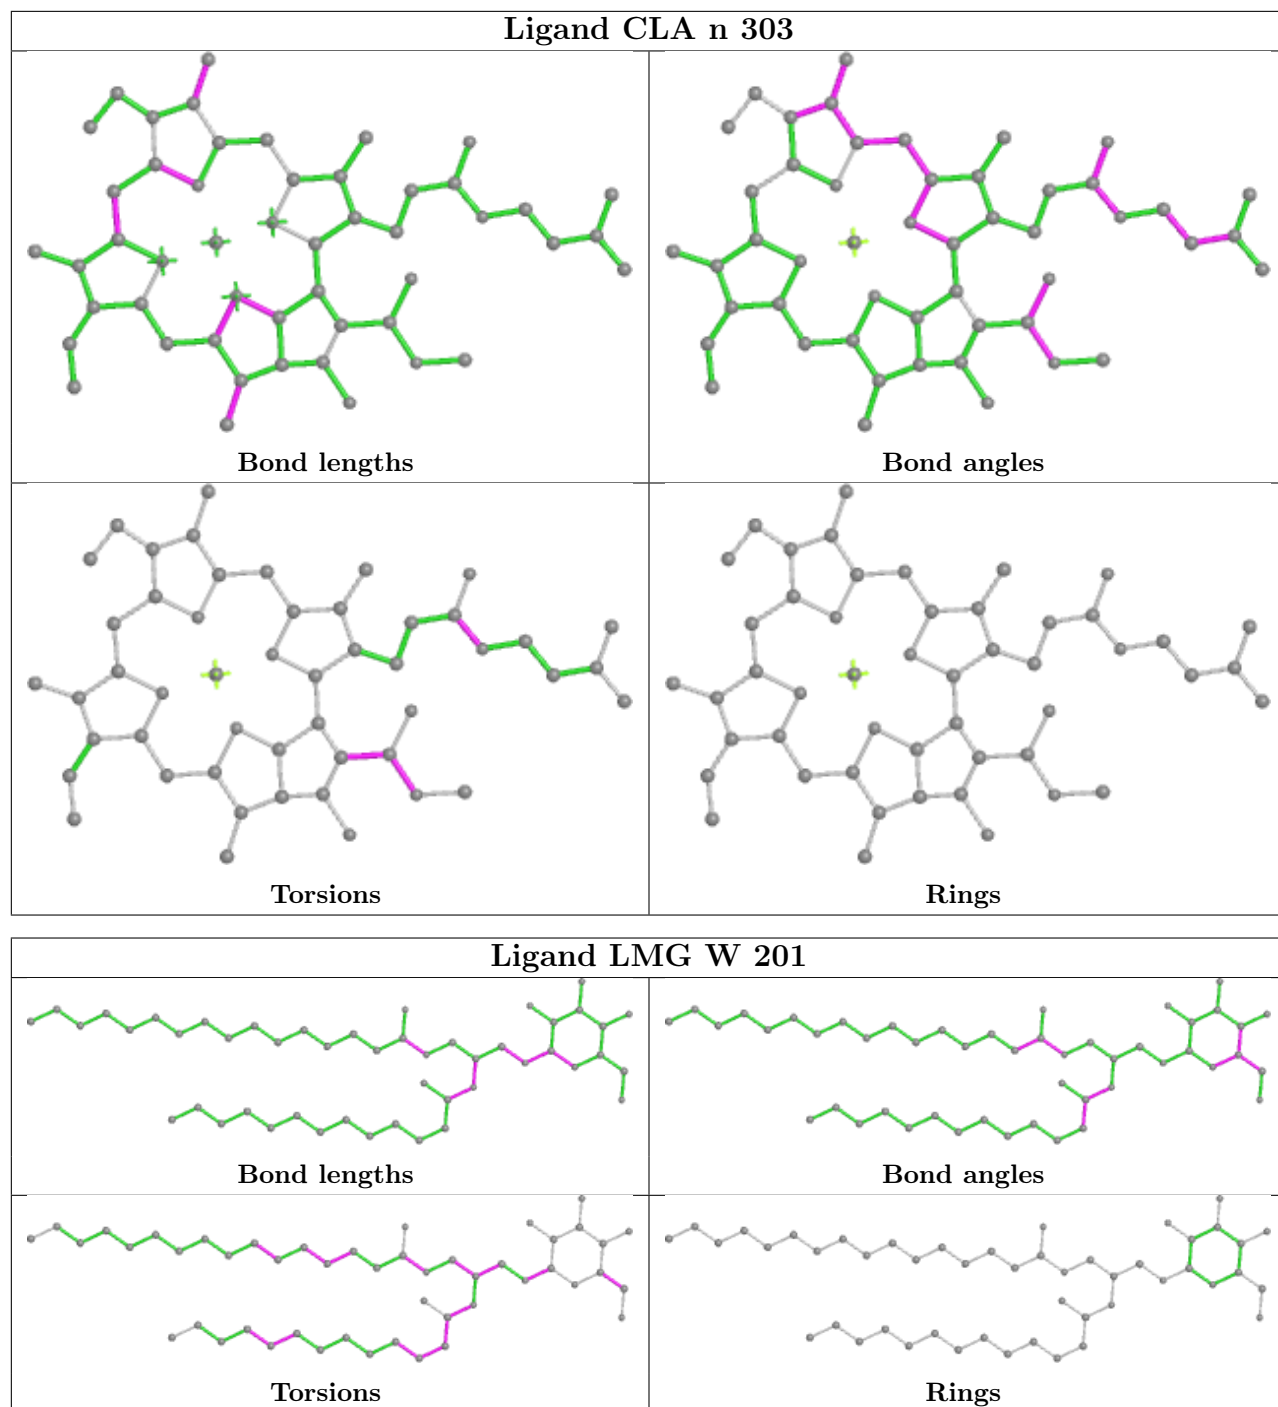 Ligand CLA n 303
Bond lengths
Bond angles
Torsions
Rings
Ligand LMG W 201
Bond lengths
Bond angles
Torsions
Rings